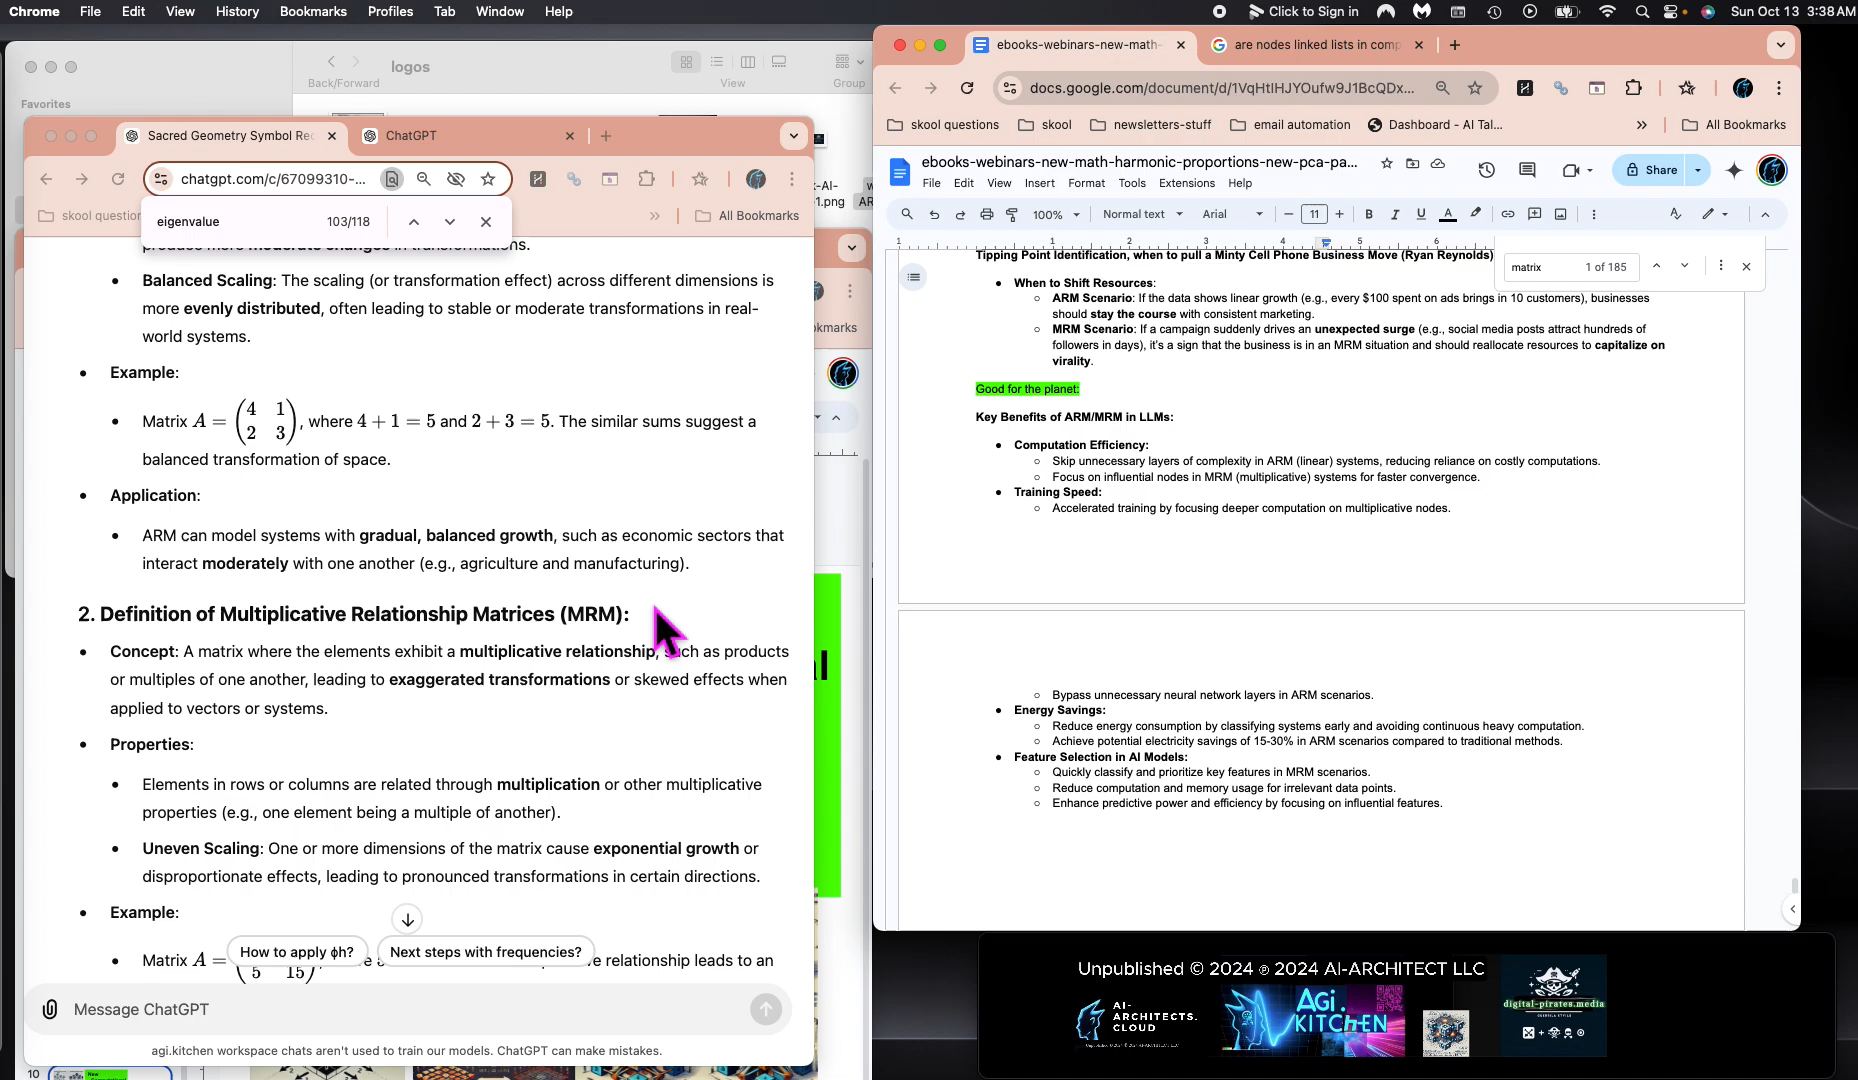 Chrome File Edit View History Bookmarks Profiles Tab Window Help
Click to Sign in
Sun Oct 13 3:38 AM
logos
Back/Forward
View
Group
Favorites
Sacred Geometry Symbol Rec
ChatGPT
chatgpt.com/c/67099310-...
skool question
All Bookmarks
eigenvalue
103/118
Balanced Scaling: The scaling (or transformation effect) across different dimensions is
more evenly distributed, often leading to stable or moderate transformations in real-
world systems.
Example:
Matrix A = (4 1
2 3), where 4 + 1 = 5 and 2 + 3 = 5. The similar sums suggest a
balanced transformation of space.
Application:
ARM can model systems with gradual, balanced growth, such as economic sectors that
interact moderately with one another (e.g., agriculture and manufacturing).
2. Definition of Multiplicative Relationship Matrices (MRM):
Concept: A matrix where the elements exhibit a multiplicative relationship, such as products
or multiples of one another, leading to exaggerated transformations or skewed effects when
applied to vectors or systems.
Properties:
Elements in rows or columns are related through multiplication or other multiplicative
properties (e.g., one element being a multiple of another).
Uneven Scaling: One or more dimensions of the matrix cause exponential growth or
disproportionate effects, leading to pronounced transformations in certain directions.
Example:
How to apply ϕh?
Next steps with frequencies?
Matrix A =
5 15
relationship leads to an
Message ChatGPT
agi.kitchen workspace chats aren't used to train our models. ChatGPT can make mistakes.
10
ebooks-webinars-new-math-
are nodes linked lists in comp
docs.google.com/document/d/1VqHtIHJYOufw9J1BcQDx...
skool questions
skool
newsletters-stuff
email automation
Dashboard - AI Tal...
All Bookmarks
ebooks-webinars-new-math-harmonic-proportions-new-pca-pa...
File Edit View Insert Format Tools Extensions Help
Share
100%
Normal text
Arial
11
matrix
1 of 185
Tipping Point Identification, when to pull a Minty Cell Phone Business Move (Ryan Reynolds)
When to Shift Resources:
ARM Scenario: If the data shows linear growth (e.g., every $100 spent on ads brings in 10 customers), businesses
should stay the course with consistent marketing.
MRM Scenario: If a campaign suddenly drives an unexpected surge (e.g., social media posts attract hundreds of
followers in days), it's a sign that the business is in an MRM situation and should reallocate resources to capitalize on
virality.
Good for the planet:
Key Benefits of ARM/MRM in LLMs:
Computation Efficiency:
Skip unnecessary layers of complexity in ARM (linear) systems, reducing reliance on costly computations.
Focus on influential nodes in MRM (multiplicative) systems for faster convergence.
Training Speed:
Accelerated training by focusing deeper computation on multiplicative nodes.
Bypass unnecessary neural network layers in ARM scenarios.
Energy Savings:
Reduce energy consumption by classifying systems early and avoiding continuous heavy computation.
Achieve potential electricity savings of 15-30% in ARM scenarios compared to traditional methods.
Feature Selection in AI Models:
Quickly classify and prioritize key features in MRM scenarios.
Reduce computation and memory usage for irrelevant data points.
Enhance predictive power and efficiency by focusing on influential features.
Unpublished © 2024 ℗ 2024 AI-ARCHITECT LLC
AI-
ARCHITECTS.
CLOUD
AGi.
KITCHEN
digital-pirates.media